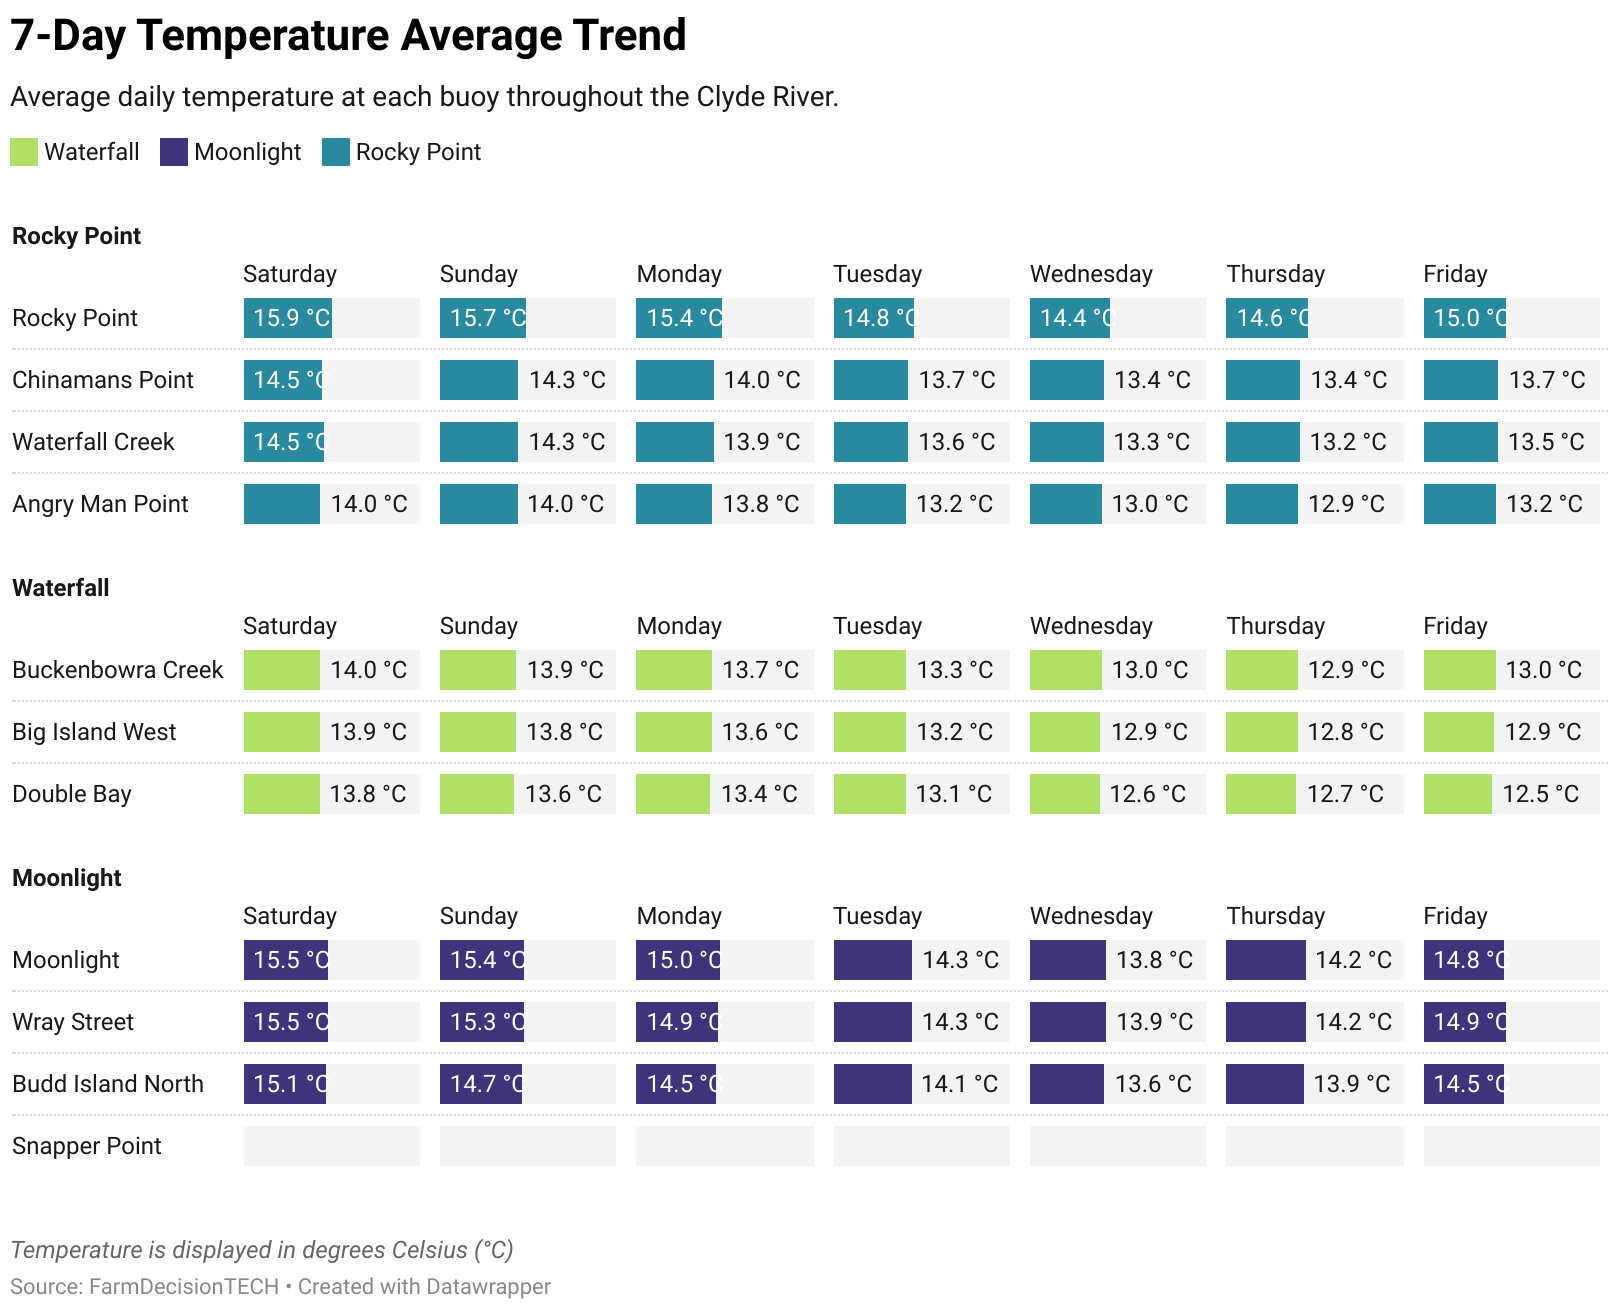 7-Day Temperature Average Trend
Average daily temperature at each buoy throughout the Clyde River.
Waterfall Moonlight Rocky Point
Rocky Point
Saturday Sunday Monday Tuesday Wednesday Thursday Friday
Rocky Point 15.9 °C 15.7 °C 15.4 °C 14.8 °C 14.4 °C 14.6 °C 15.0 °C
Chinamans Point 14.5 °C 14.3 °C 14.0 °C 13.7 °C 13.4 °C 13.4 °C 13.7 °C
Waterfall Creek 14.5 °C 14.3 °C 13.9 °C 13.6 °C 13.3 °C 13.2 °C 13.5 °C
Angry Man Point 14.0 °C 14.0 °C 13.8 °C 13.2 °C 13.0 °C 12.9 °C 13.2 °C
Waterfall
Saturday Sunday Monday Tuesday Wednesday Thursday Friday
Buckenbowra Creek 14.0 °C 13.9 °C 13.7 °C 13.3 °C 13.0 °C 12.9 °C 13.0 °C
Big Island West 13.9 °C 13.8 °C 13.6 °C 13.2 °C 12.9 °C 12.8 °C 12.9 °C
Double Bay 13.8 °C 13.6 °C 13.4 °C 13.1 °C 12.6 °C 12.7 °C 12.5 °C
Moonlight
Saturday Sunday Monday Tuesday Wednesday Thursday Friday
Moonlight 15.5 °C 15.4 °C 15.0 °C 14.3 °C 13.8 °C 14.2 °C 14.8 °C
Wray Street 15.5 °C 15.3 °C 14.9 °C 14.3 °C 13.9 °C 14.2 °C 14.9 °C
Budd Island North 15.1 °C 14.7 °C 14.5 °C 14.1 °C 13.6 °C 13.9 °C 14.5 °C
Snapper Point
Temperature is displayed in degrees Celsius (°C)
Source: FarmDecisionTECH • Created with Datawrapper